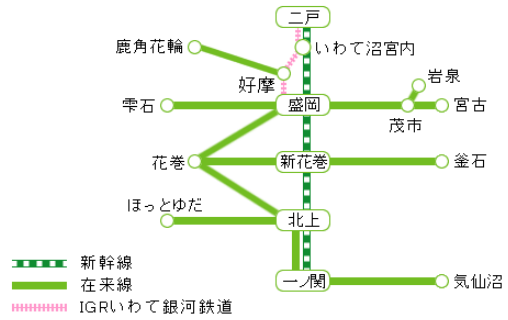 二戸
鹿角花輪
いわて沼宮内
好摩
岩泉
雫石
盛岡
茂市
宮古
花巻
新花巻
釜石
ほっとゆだ
北上
一ノ関
気仙沼
新幹線
在来線
IGRいわて銀河鉄道